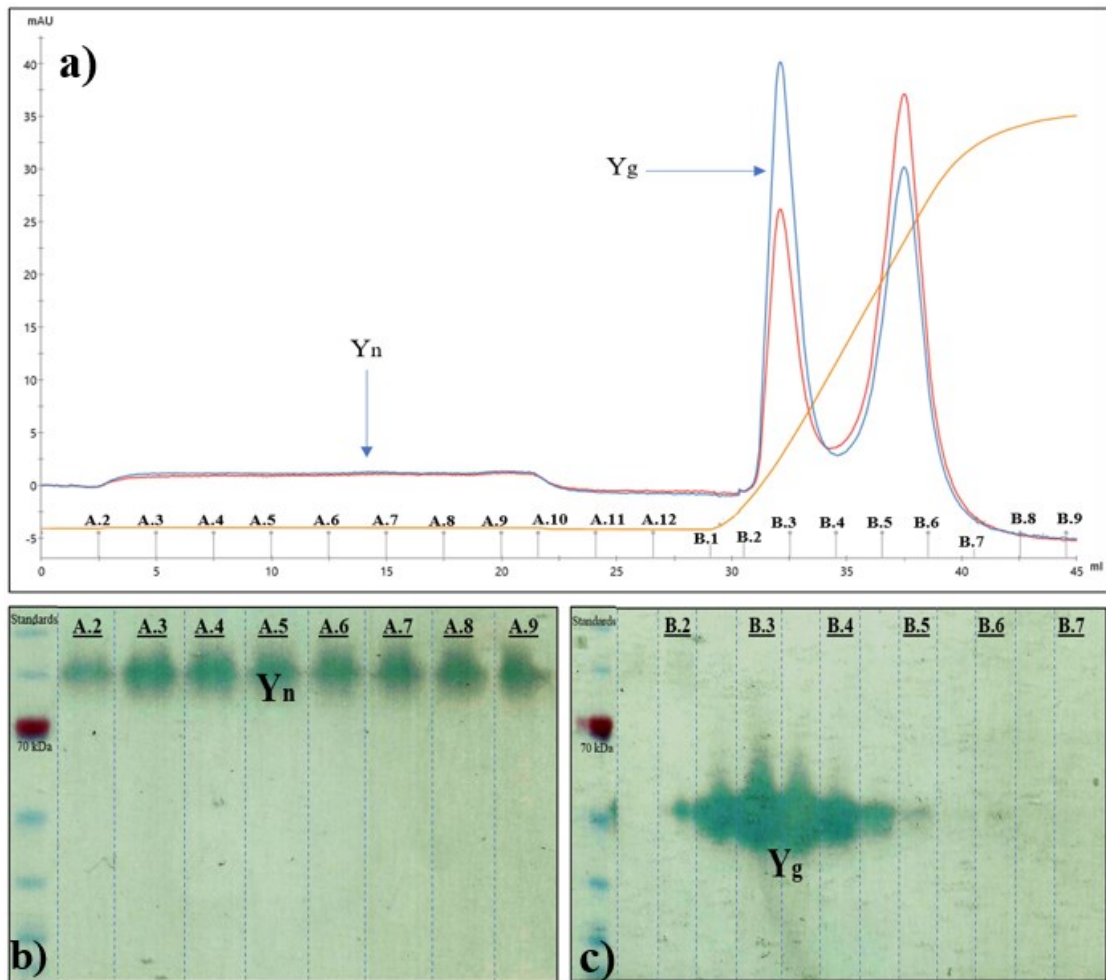 mAU
a)
40
35
30
25
20
15
10
5
0
-5
Yg
Yn
A.2 A.3 A.4 A.5 A.6 A.7 A.8 A.9 A.10 A.11 A.12 B.1 B.2 B.3 B.4 B.5 B.6 B.7 B.8 B.9
0 5 10 15 20 25 30 35 40 45 ml
Standards A.2 A.3 A.4 A.5 A.6 A.7 A.8 A.9
Yn
70 kDa
b)
Standards B.2 B.3 B.4 B.5 B.6 B.7
70 kDa
Yg
c)